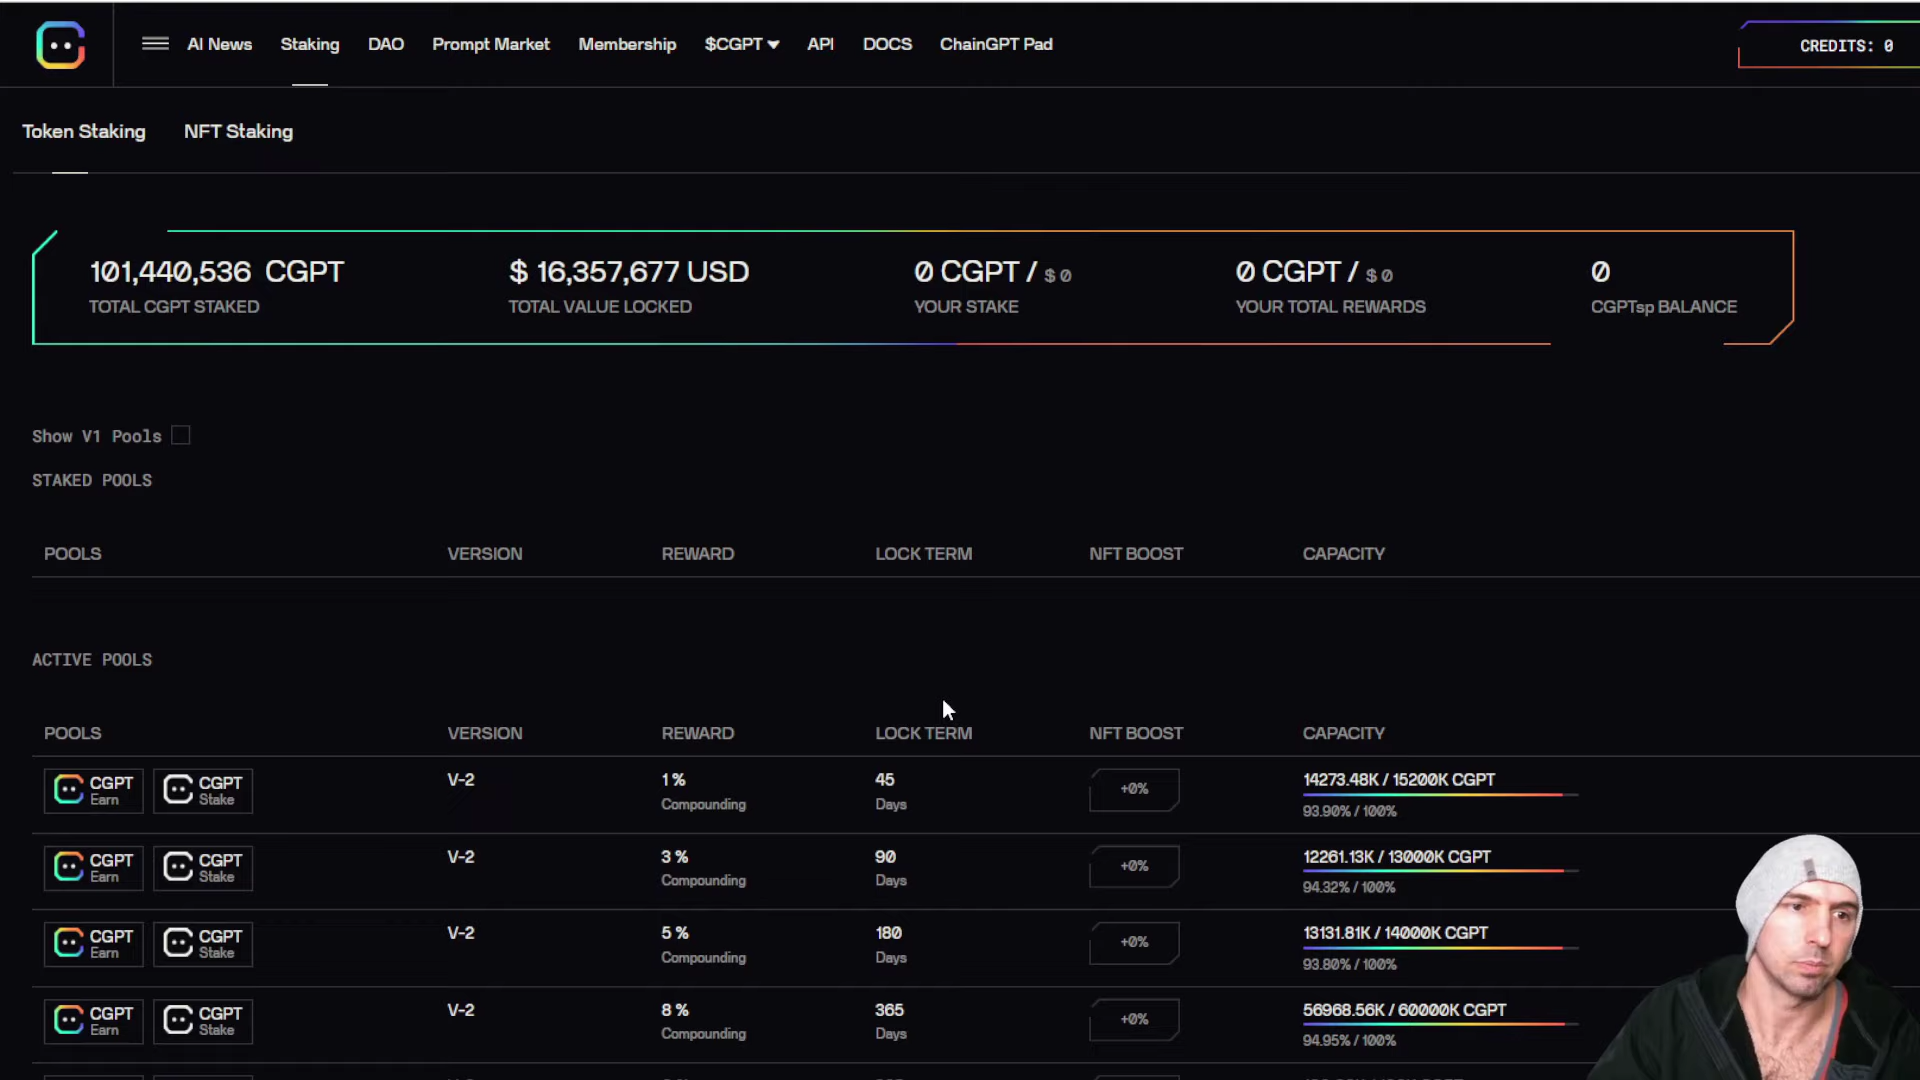 AI News Staking DAO Prompt Market Membership $CGPT API DOCS ChainGPT Pad CREDITS: 0
Token Staking NFT Staking
101,440,536 CGPT $ 16,357,677 USD 0 CGPT / $ 0 0 CGPT / $ 0 0
TOTAL CGPT STAKED TOTAL VALUE LOCKED YOUR STAKE YOUR TOTAL REWARDS CGPTsp BALANCE
Show V1 Pools
STAKED POOLS
POOLS VERSION REWARD LOCK TERM NFT BOOST CAPACITY
ACTIVE POOLS
POOLS VERSION REWARD LOCK TERM NFT BOOST CAPACITY
CGPT CGPT V-2 1 % 45 +0% 14273.48K / 15200K CGPT
Earn Stake Compounding Days 93.90% / 100%
CGPT CGPT V-2 3 % 90 +0% 12261.13K / 13000K CGPT
Earn Stake Compounding Days 94.32% / 100%
CGPT CGPT V-2 5 % 180 +0% 13131.81K / 14000K CGPT
Earn Stake Compounding Days 93.80% / 100%
CGPT CGPT V-2 8 % 365 +0% 56968.56K / 60000K CGPT
Earn Stake Compounding Days 94.95% / 100%